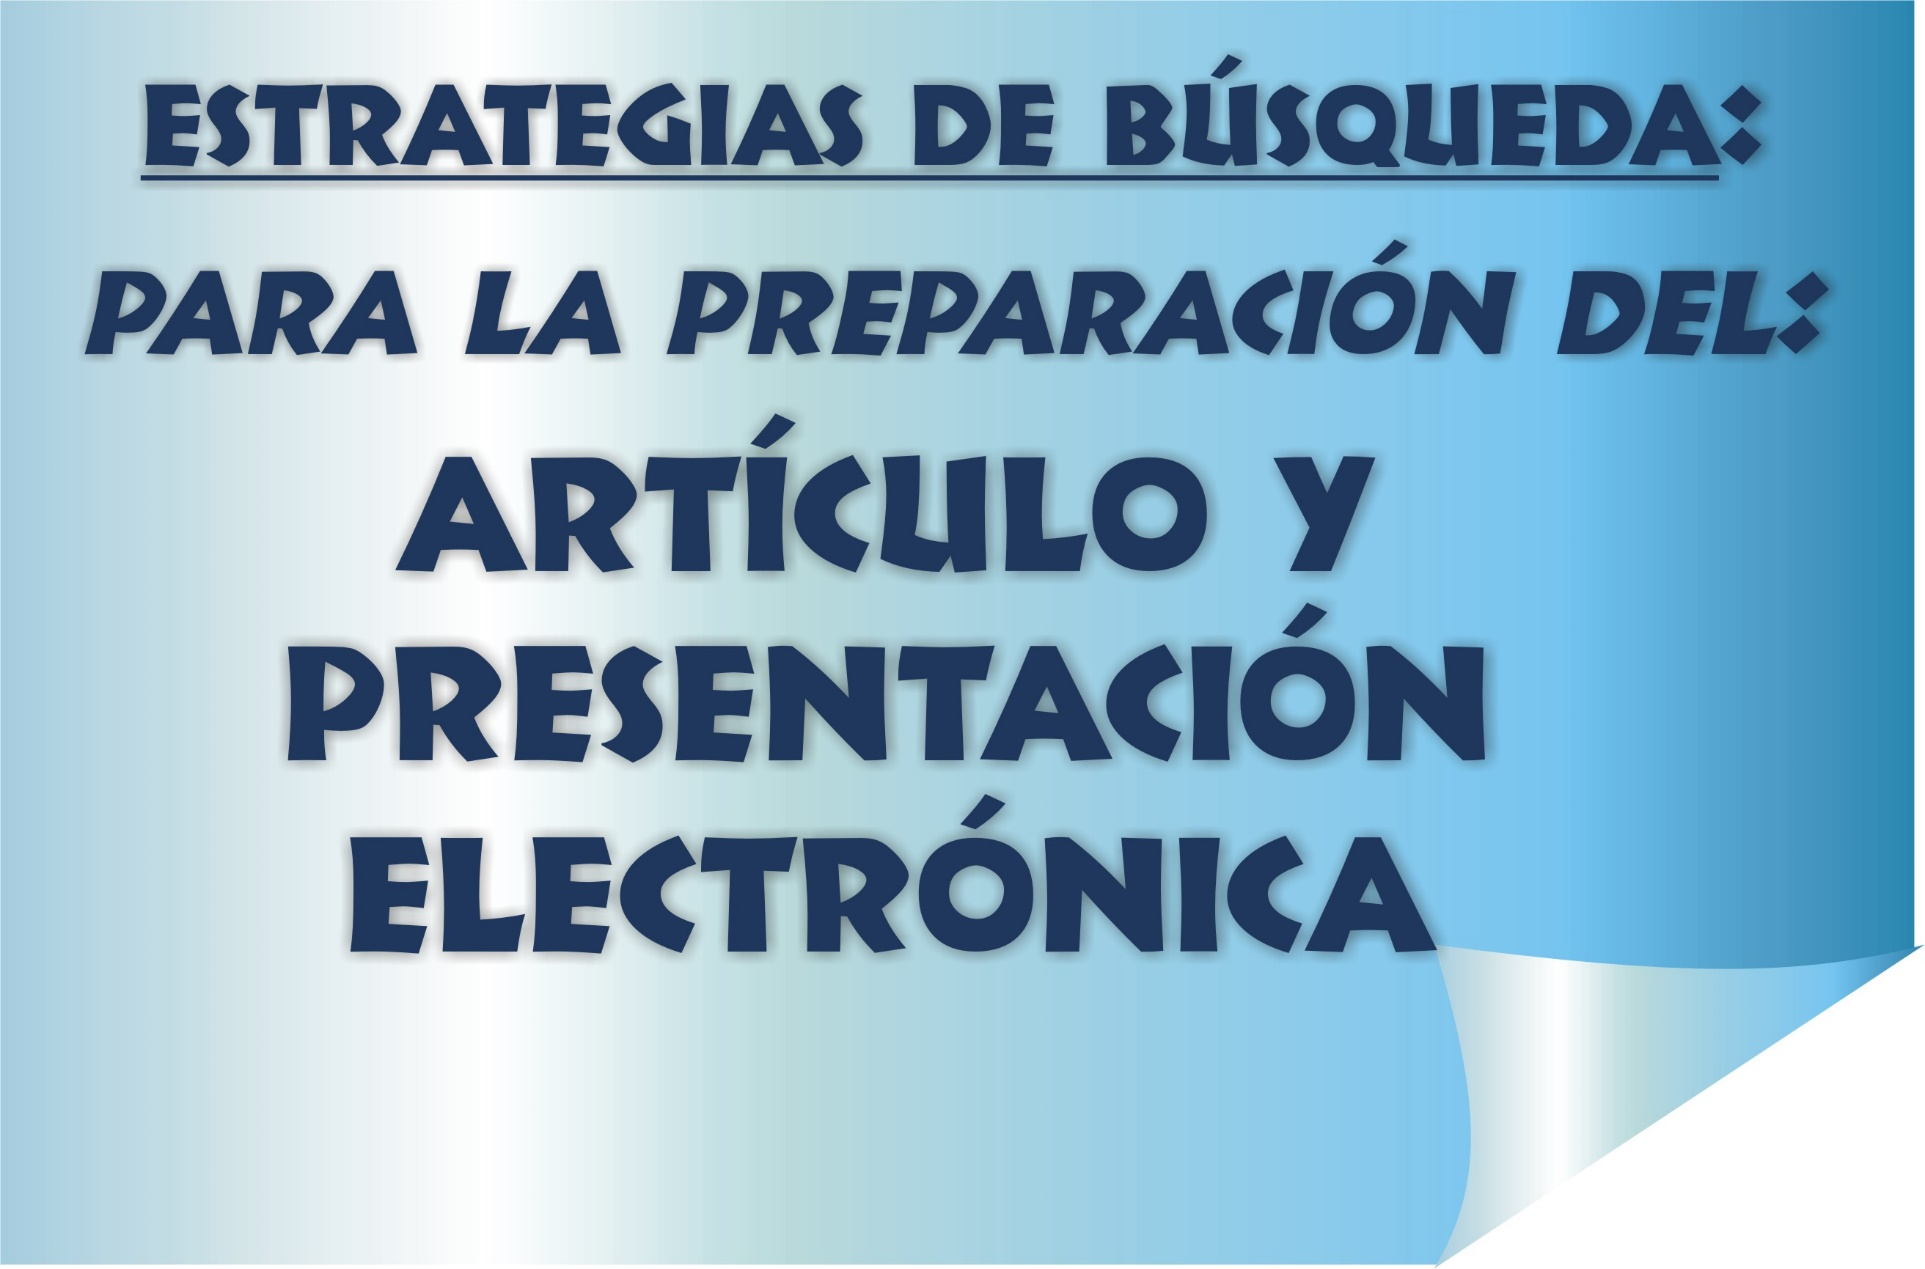 ESTRATEGIAS DE BÚSQUEDA:
PARA LA PREPARACIÓN DEL:
ARTÍCULO Y
PRESENTACIÓN
ELECTRÓNICA